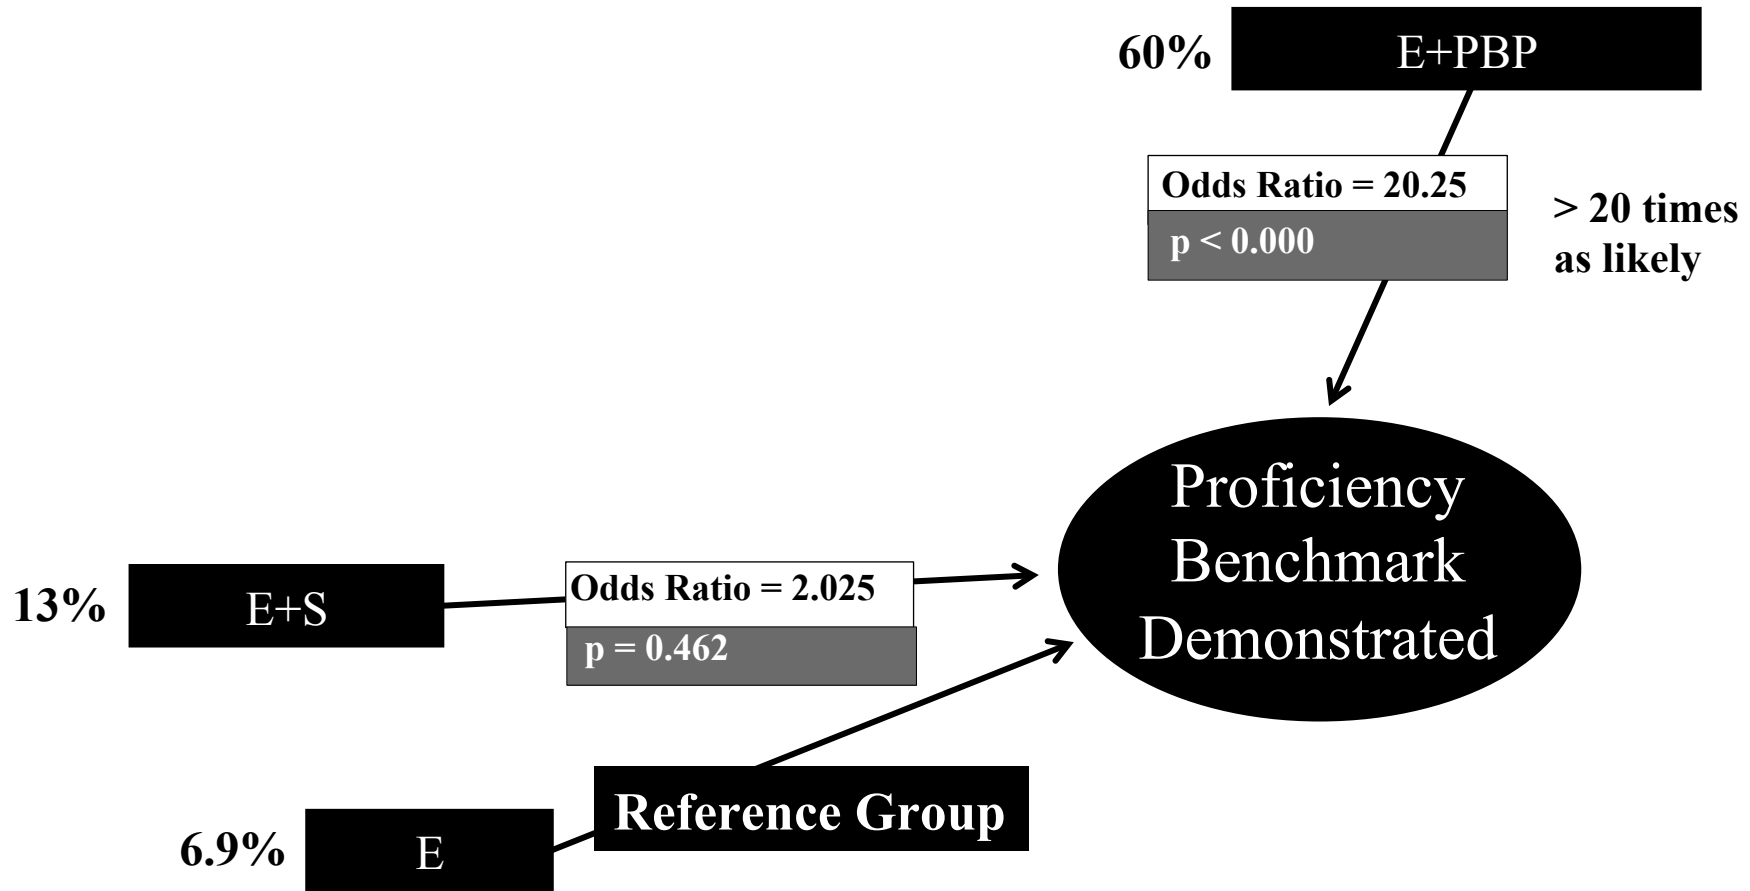 60%
E+PBP
Odds Ratio = 20.25
p < 0.000
> 20 times
as likely
Proficiency
Benchmark
Demonstrated
13%
E+S
Odds Ratio = 2.025
p = 0.462
Reference Group
6.9%
E